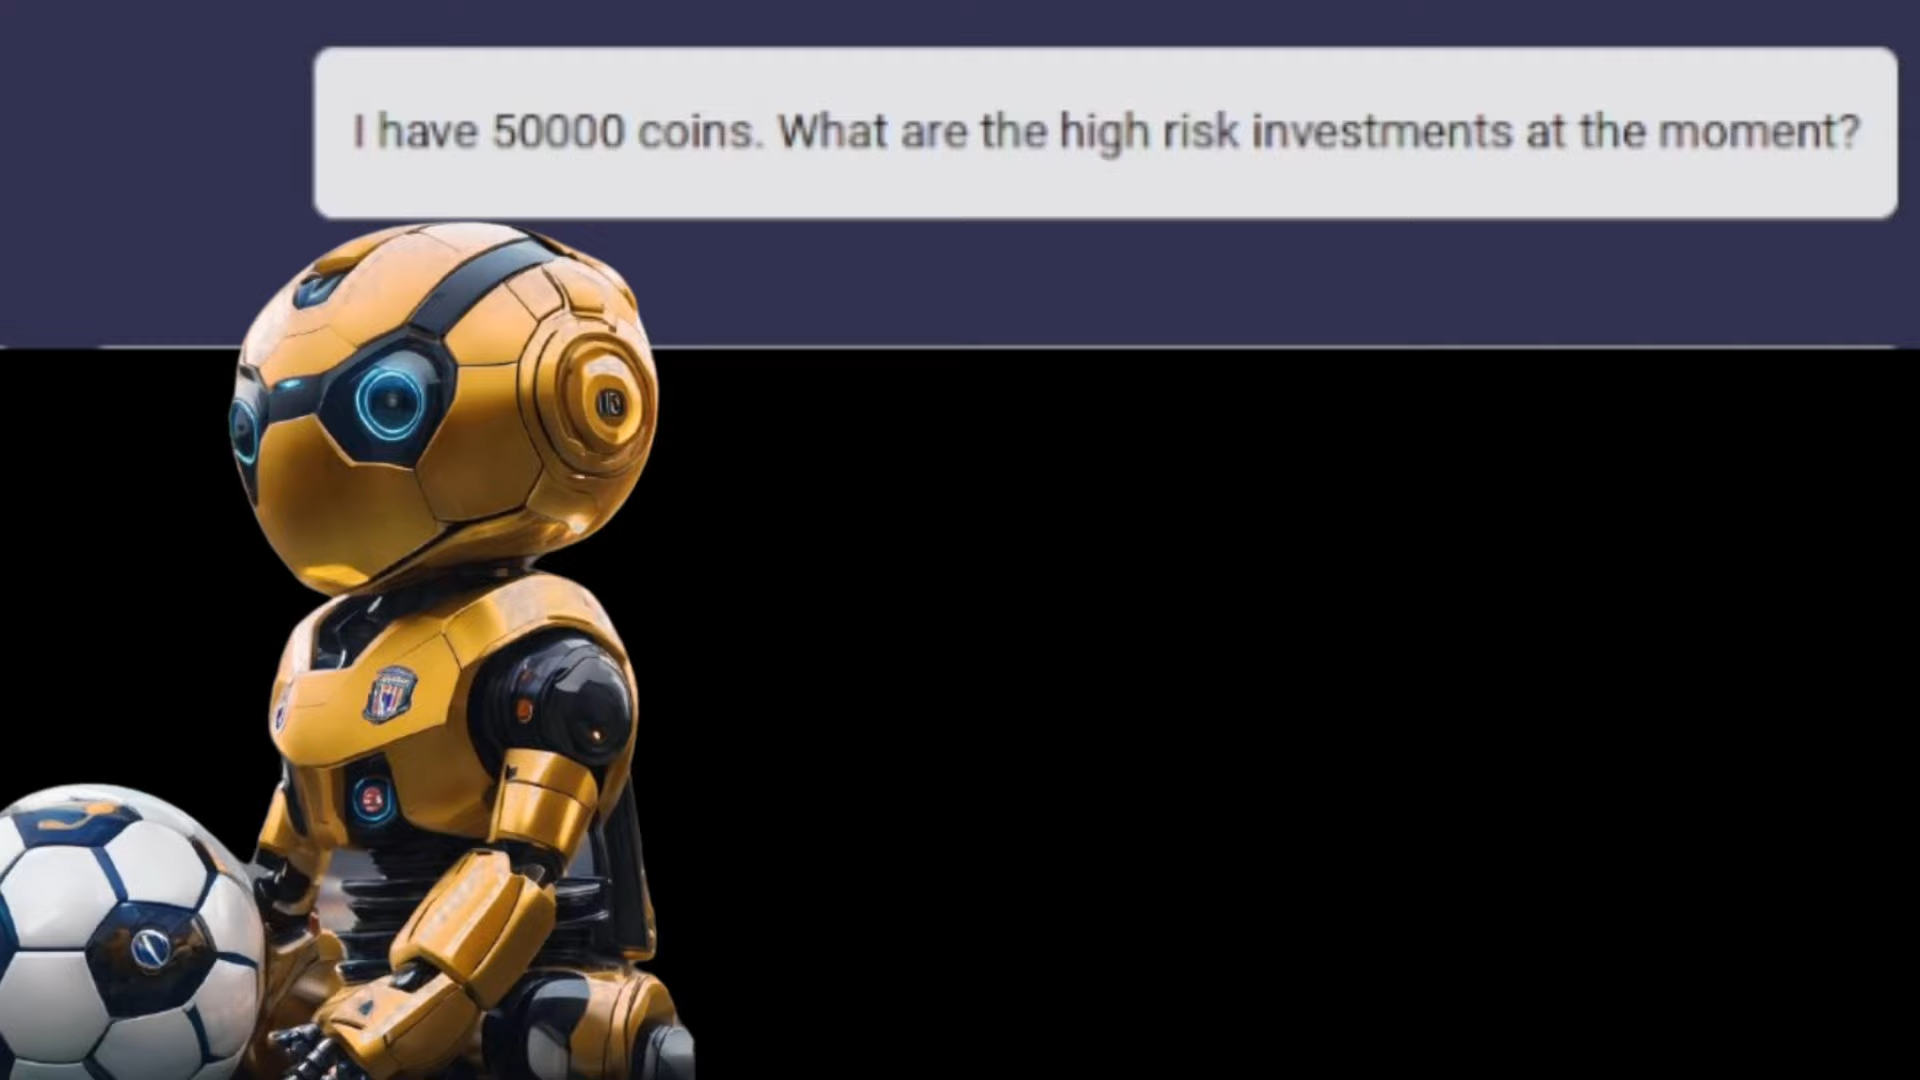 I have 50000 coins. What are the high risk investments at the moment?